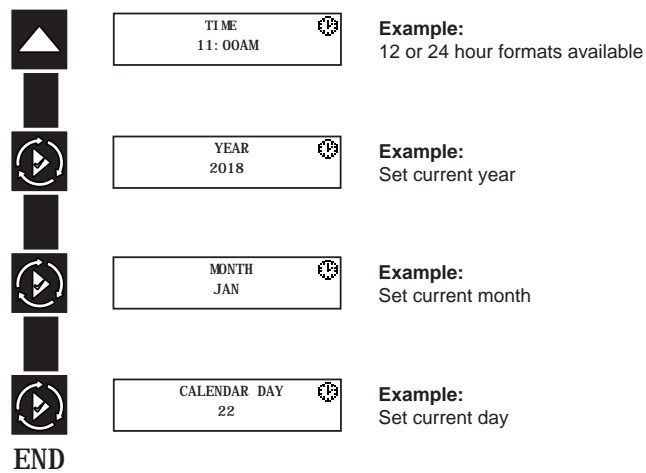 TIME
11:00AM
Example:
12 or 24 hour formats available
YEAR
2018
Example:
Set current year
MONTH
JAN
Example:
Set current month
CALENDAR DAY
22
Example:
Set current day
END